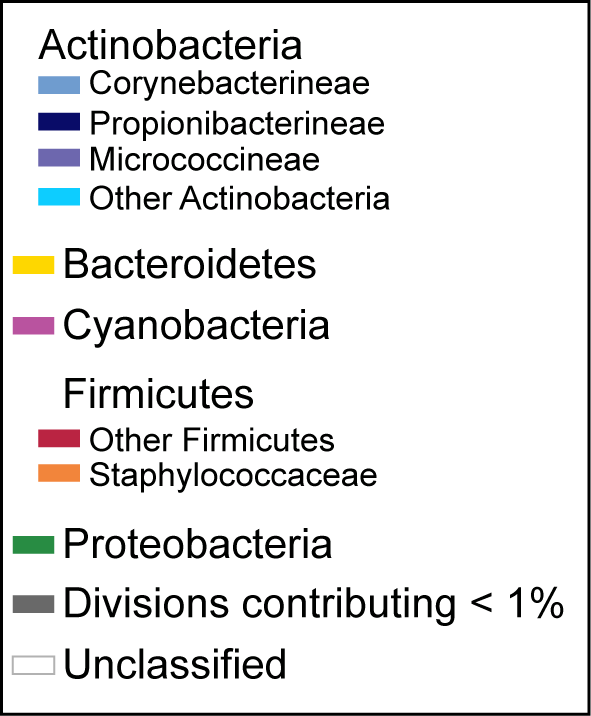 Actinobacteria
Corynebacterineae
Propionibacterineae
Micrococcineae
Other Actinobacteria
Bacteroidetes
Cyanobacteria
Firmicutes
Other Firmicutes
Staphylococcaceae
Proteobacteria
Divisions contributing < 1%
Unclassified